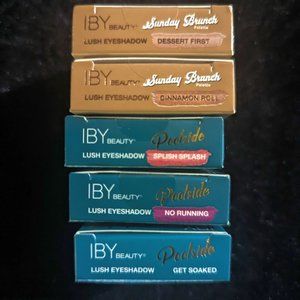 IBY BEAUTY® Sunday Brunch
Palette
LUSH EYESHADOW DESSERT FIRST
IBY BEAUTY® Sunday Brunch
Palette
LUSH EYESHADOW CINNAMON ROLL
IBY BEAUTY® Poolside
LUSH EYESHADOW SPLISH SPLASH
IBY BEAUTY® Poolside
LUSH EYESHADOW NO RUNNING
IBY BEAUTY® Poolside
LUSH EYESHADOW GET SOAKED